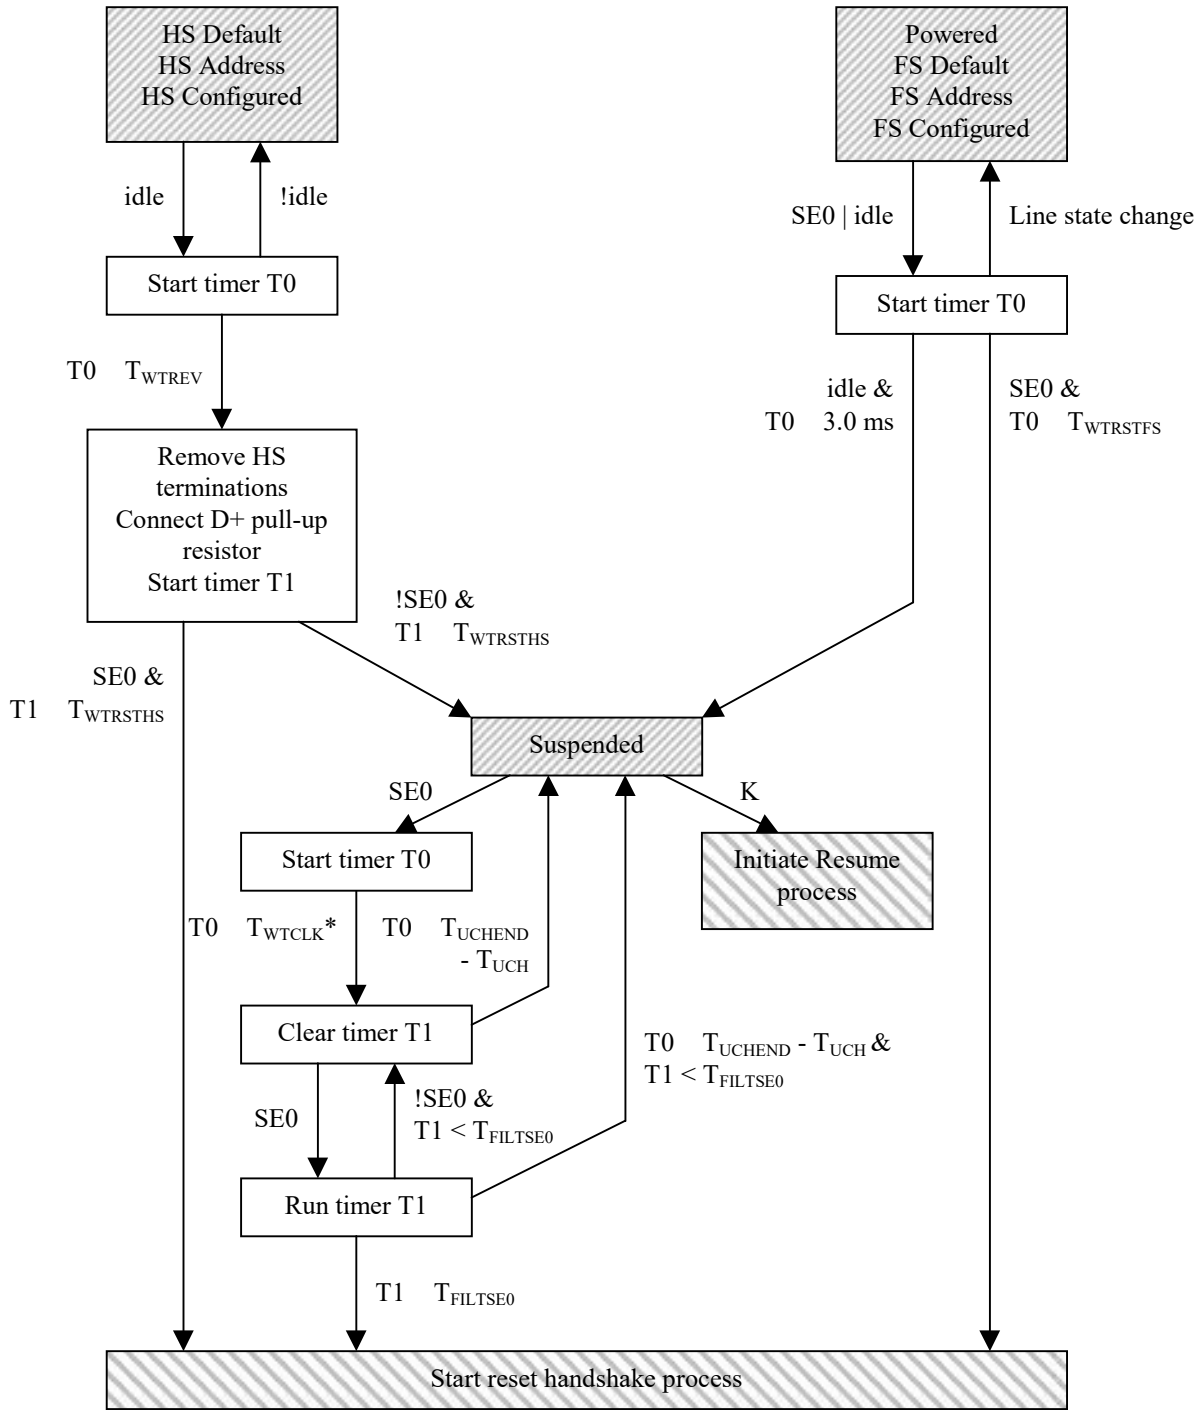 HS Default
HS Address
HS Configured
Powered
FS Default
FS Address
FS Configured
idle
!idle
SE0 | idle
Line state change
Start timer T0
Start timer T0
T0 TWTREV
idle &
T0 3.0 ms
SE0 &
T0 TWTRSTFS
Remove HS
terminations
Connect D+ pull-up
resistor
Start timer T1
!SE0 &
T1 TWTRSTHS
SE0 &
T1 TWTRSTHS
Suspended
SE0
K
Start timer T0
Initiate Resume
process
T0 TWTCLK*
T0 TUCHEND
- TUCH
Clear timer T1
T0 TUCHEND - TUCH &
T1 < TFILTSE0
SE0
!SE0 &
T1 < TFILTSE0
Run timer T1
T1 TFILTSE0
Start reset handshake process